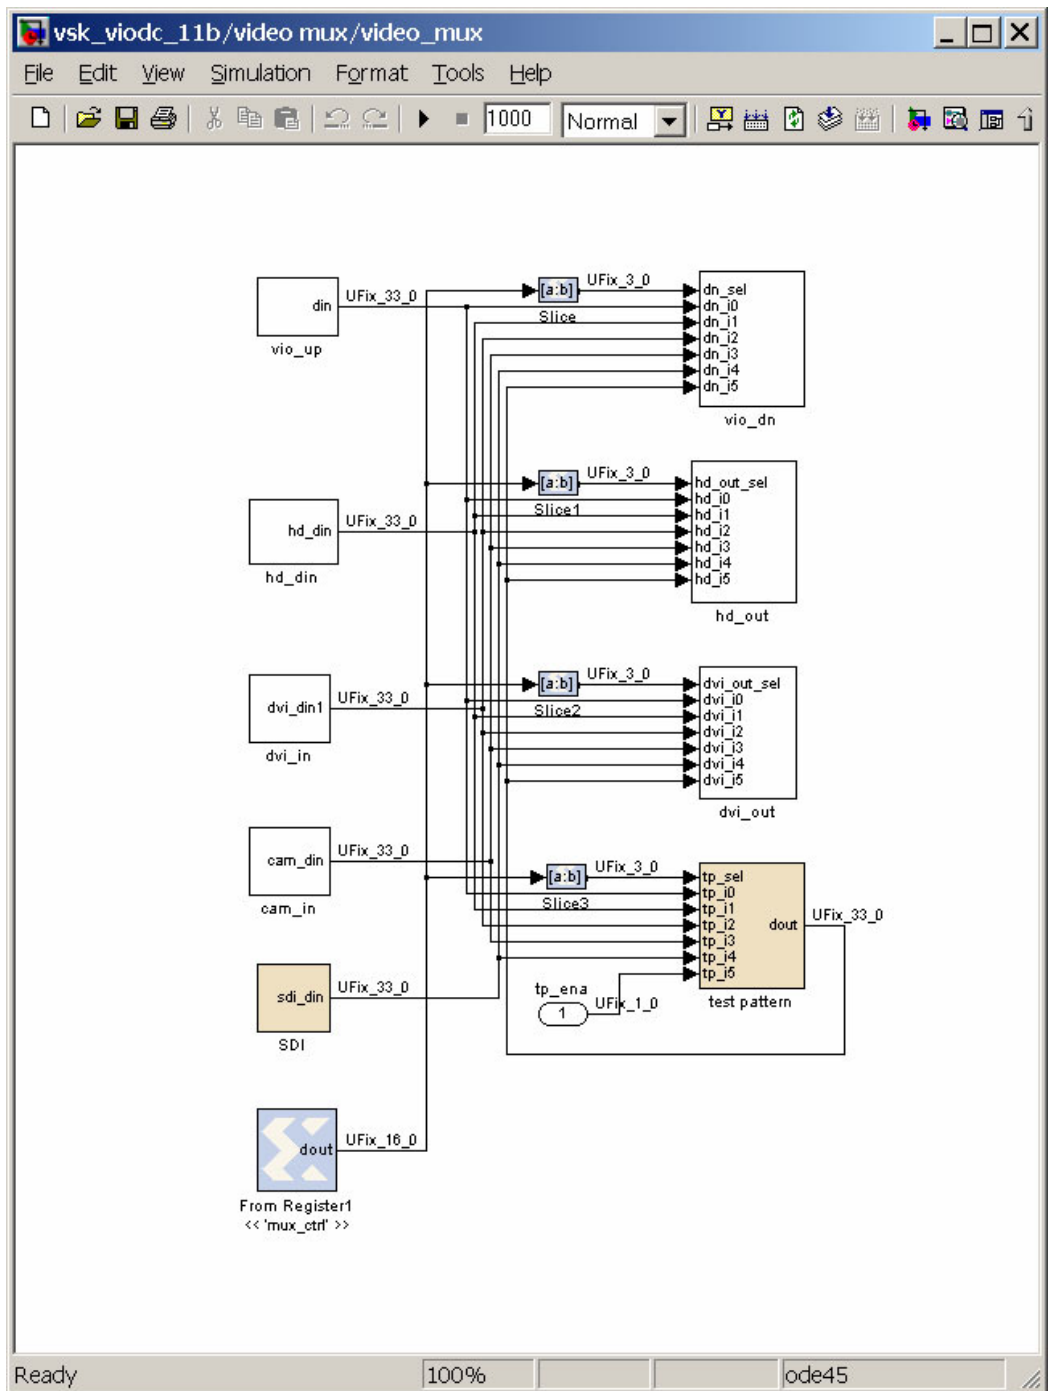 vsk_viodc_11b/video mux/video_mux
File Edit View Simulation Format Tools Help
1000 Normal
din
UFix_33_0
vio_up
[a:b]
UFix_3_0
Slice
dn_sel
dn_i0
dn_i1
dn_i2
dn_i3
dn_i4
dn_i5
vio_dn
hd_din
UFix_33_0
hd_din
[a:b]
UFix_3_0
Slice1
hd_out_sel
hd_i0
hd_i1
hd_i2
hd_i3
hd_i4
hd_i5
hd_out
dvi_din1
UFix_33_0
dvi_in
[a:b]
UFix_3_0
Slice2
dvi_out_sel
dvi_i0
dvi_i1
dvi_i2
dvi_i3
dvi_i4
dvi_i5
dvi_out
cam_din
UFix_33_0
cam_in
[a:b]
UFix_3_0
Slice3
tp_sel
tp_i0
tp_i1
tp_i2
tp_i3
tp_i4
tp_i5
dout
UFix_33_0
test pattern
sdi_din
UFix_33_0
SDI
tp_ena
1
UFix_1_0
dout
UFix_16_0
From Register1
<< 'mux_ctrl' >>
Ready 100% ode45